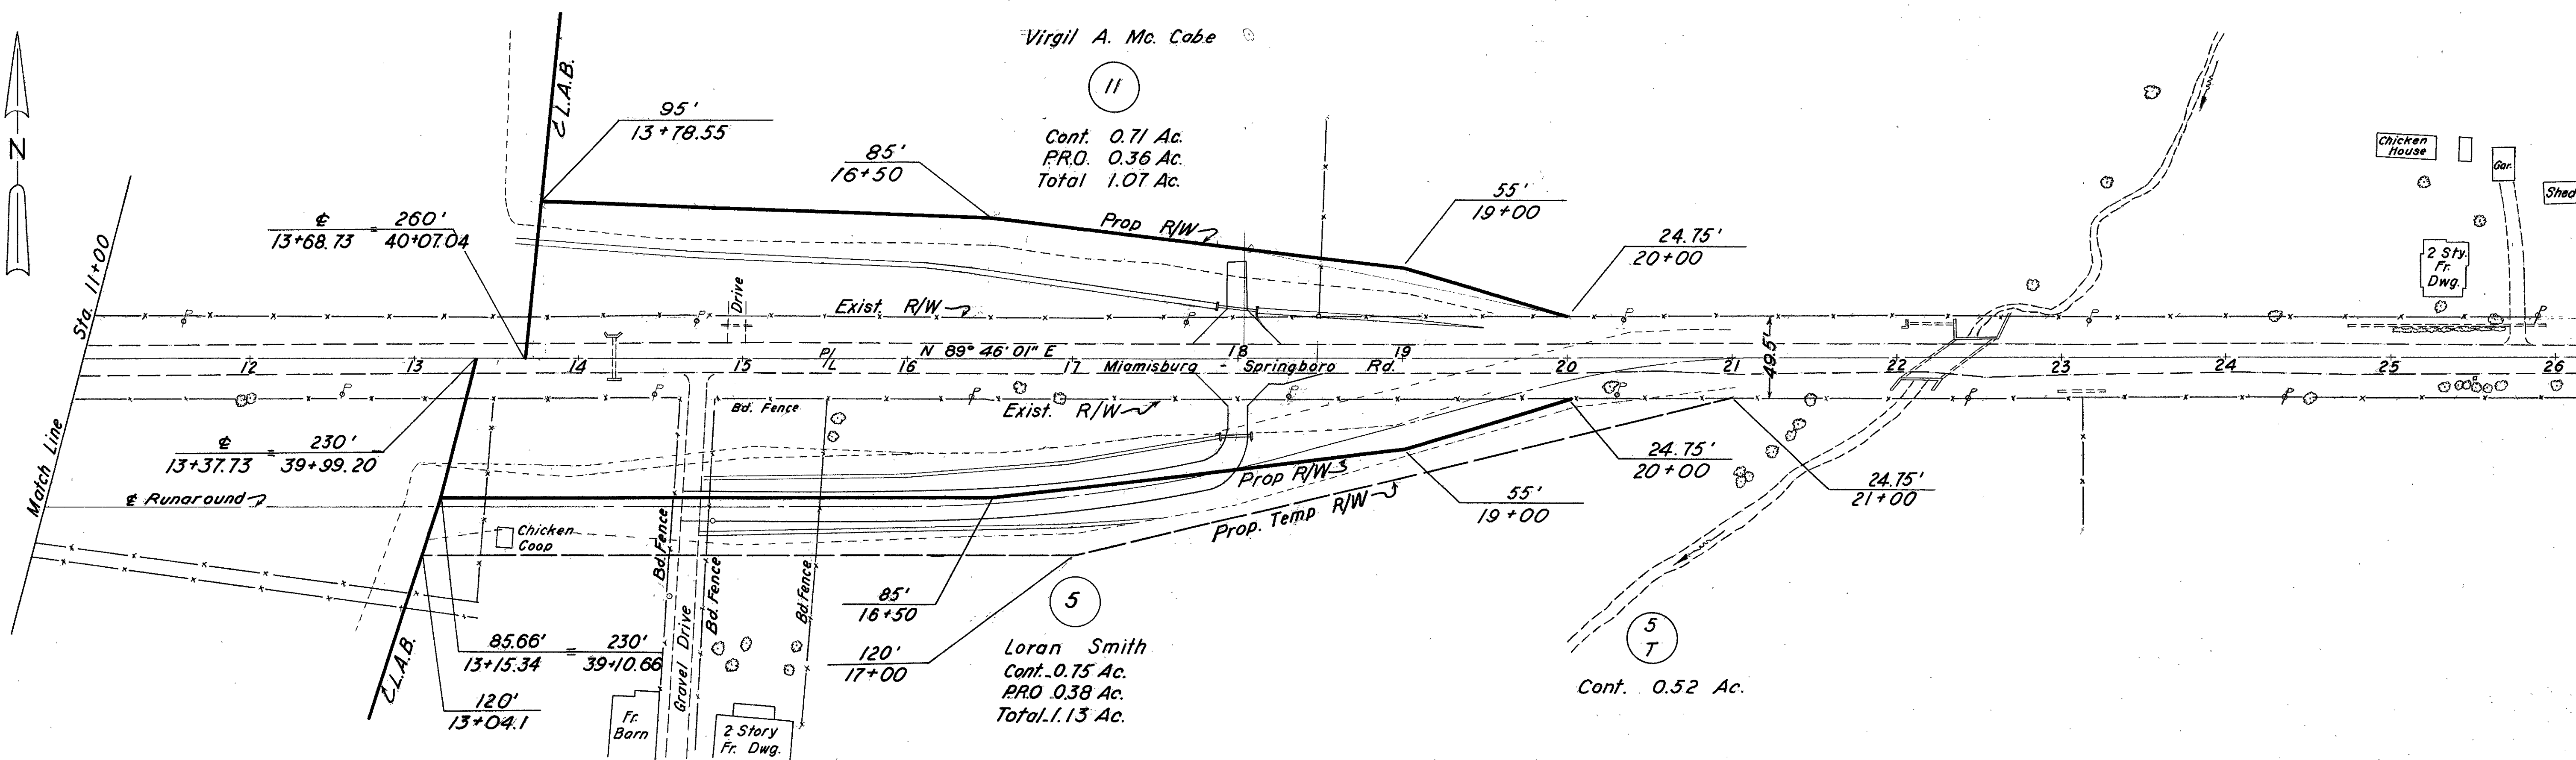 Virgil A. Mc. Cabe
11
Cont. 0.71 Ac.
P.R.O. 0.36 Ac.
Total 1.07 Ac.
N
L.A.B.
95'
13+78.55
85'
16+50
Prop R/W
55'
19+00
24.75'
20+00
℄ = 260'
13+68.73 40+07.04
Chicken
House
Gar.
Shed
2 Sty.
Fr.
Dwg.
Match Line Sta. 11+00
Drive
Exist. R/W
P/L
N 89° 46' 01" E
12 13 14 15 16 17 18 19 20 21 22 23 24 25 26
Miamisburg - Springboro Rd.
49.5'
Bd. Fence
Exist. R/W
℄ = 230'
13+37.73 39+99.20
24.75'
20+00
24.75'
21+00
Prop R/W
55'
19+00
Prop. Temp R/W
℄ Runaround
Chicken
Coop
Bd. Fence
Bd. Fence
Bd. Fence
Gravel Drive
85'
16+50
5
120'
17+00
Loran Smith
Cont. 0.75 Ac.
P.R.O 0.38 Ac.
Total 1.13 Ac.
5
T
Cont. 0.52 Ac.
85.66' = 230'
13+15.34 39+10.66
L.A.B.
120'
13+04.1
Fr.
Barn
2 Story
Fr. Dwg.